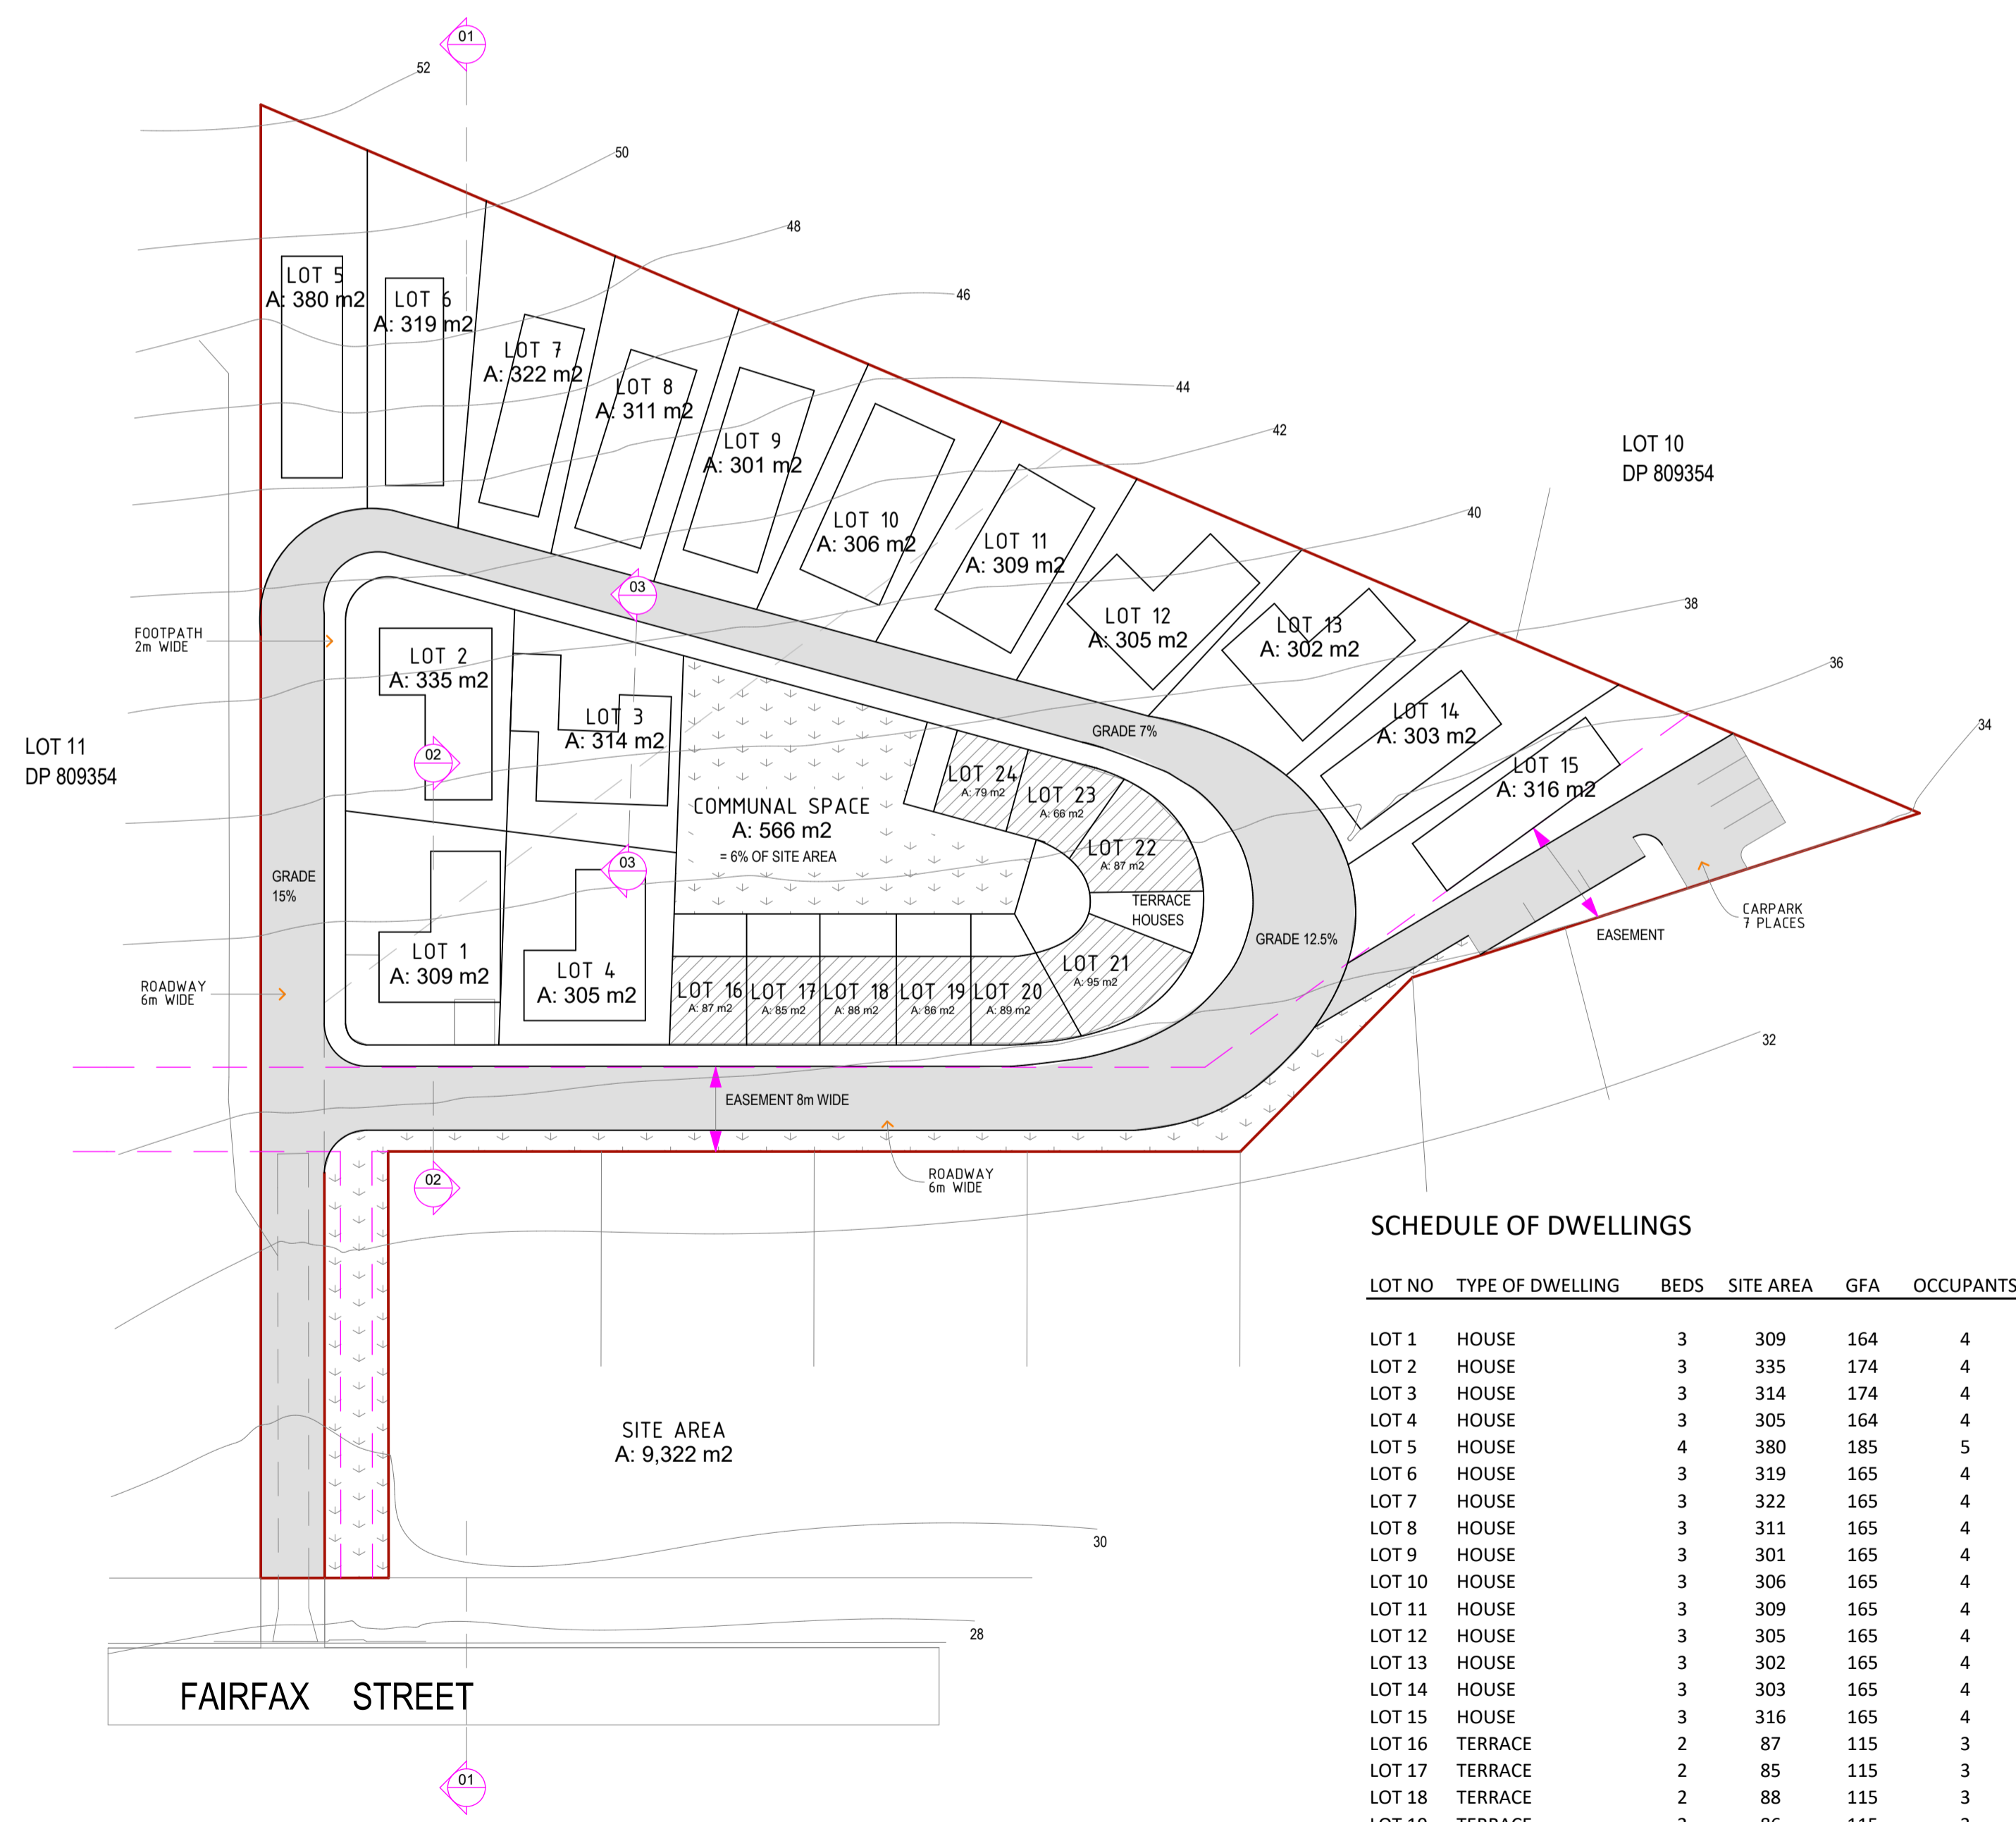 01
52
50
48
46
44
42
40
38
36
34
32
30
28
LOT 10
DP 809354
LOT 11
DP 809354
LOT 5
A: 380 m2
LOT 6
A: 319 m2
LOT 7
A: 322 m2
LOT 8
A: 311 m2
LOT 9
A: 301 m2
LOT 10
A: 306 m2
LOT 11
A: 309 m2
LOT 12
A: 305 m2
LOT 13
A: 302 m2
LOT 14
A: 303 m2
LOT 15
A: 316 m2
03
FOOTPATH
2m WIDE
LOT 2
A: 335 m2
LOT 3
A: 314 m2
02
GRADE 7%
COMMUNAL SPACE
A: 566 m2
= 6% OF SITE AREA
LOT 24
A: 79 m2
LOT 23
A: 66 m2
LOT 22
A: 87 m2
TERRACE
HOUSES
LOT 21
A: 95 m2
03
GRADE
15%
GRADE 12.5%
EASEMENT
CARPARK
7 PLACES
ROADWAY
6m WIDE
LOT 1
A: 309 m2
LOT 4
A: 305 m2
LOT 16
A: 87 m2
LOT 17
A: 85 m2
LOT 18
A: 88 m2
LOT 19
A: 86 m2
LOT 20
A: 89 m2
EASEMENT 8m WIDE
ROADWAY
6m WIDE
02
SITE AREA
A: 9,322 m2
FAIRFAX STREET
01
SCHEDULE OF DWELLINGS
LOT NO TYPE OF DWELLING BEDS SITE AREA GFA OCCUPANTS
LOT 1 HOUSE 3 309 164 4
LOT 2 HOUSE 3 335 174 4
LOT 3 HOUSE 3 314 174 4
LOT 4 HOUSE 3 305 164 4
LOT 5 HOUSE 4 380 185 5
LOT 6 HOUSE 3 319 165 4
LOT 7 HOUSE 3 322 165 4
LOT 8 HOUSE 3 311 165 4
LOT 9 HOUSE 3 301 165 4
LOT 10 HOUSE 3 306 165 4
LOT 11 HOUSE 3 309 165 4
LOT 12 HOUSE 3 305 165 4
LOT 13 HOUSE 3 302 165 4
LOT 14 HOUSE 3 303 165 4
LOT 15 HOUSE 3 316 165 4
LOT 16 TERRACE 2 87 115 3
LOT 17 TERRACE 2 85 115 3
LOT 18 TERRACE 2 88 115 3